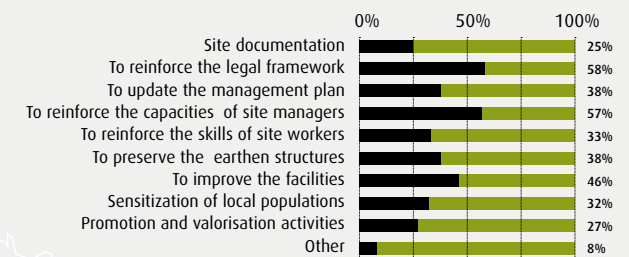 0% 50% 100%
Site documentation 25%
To reinforce the legal framework 58%
To update the management plan 38%
To reinforce the capacities of site managers 57%
To reinforce the skills of site workers 33%
To preserve the earthen structures 38%
To improve the facilities 46%
Sensitization of local populations 32%
Promotion and valorisation activities 27%
Other 8%